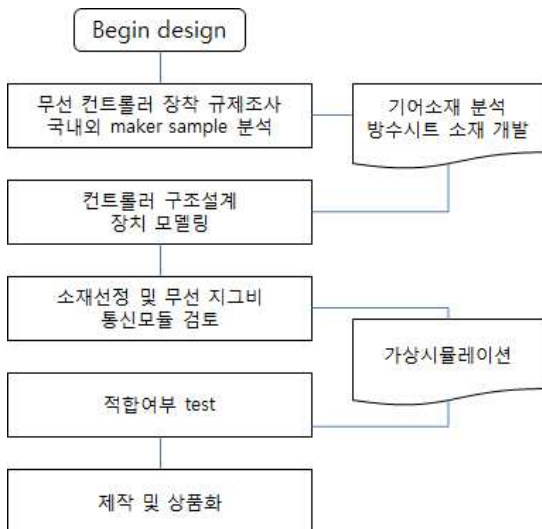 Begin design
무선 컨트롤러 장착 규제조사
국내외 maker sample 분석
기어소재 분석
방수시트 소재 개발
컨트롤러 구조설계
장치 모델링
소재선정 및 무선 지그비
통신모듈 검토
가상시뮬레이션
적합여부 test
제작 및 상품화